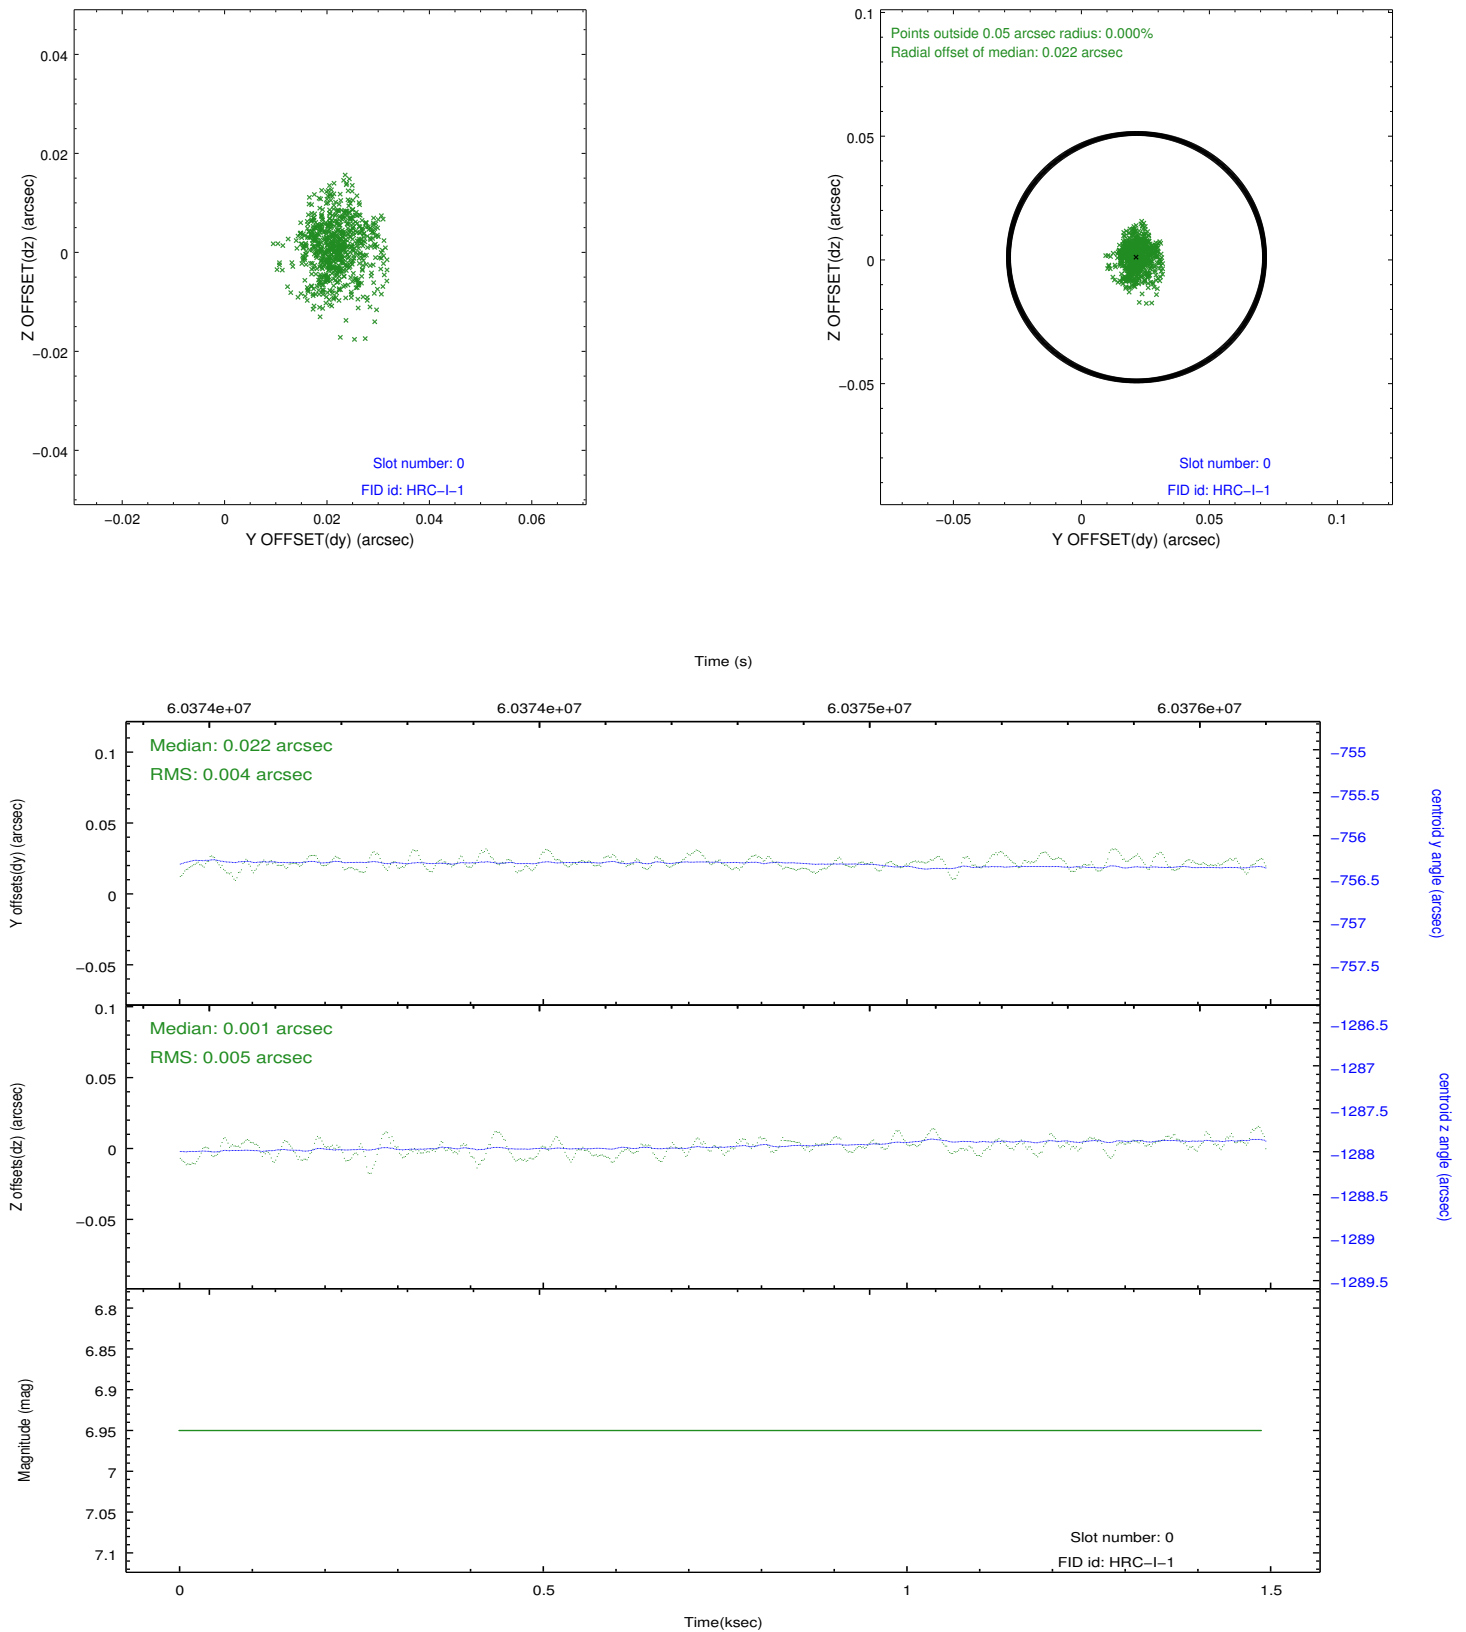 0.04
0.02
0
−0.02
−0.04
Z OFFSET(dz) (arcsec)
Slot number: 0
FID id: HRC−I−1
−0.02
0
0.02
0.04
0.06
Y OFFSET(dy) (arcsec)
Points outside 0.05 arcsec radius: 0.000%
Radial offset of median: 0.022 arcsec
0.1
0.05
0
−0.05
Z OFFSET(dz) (arcsec)
Slot number: 0
FID id: HRC−I−1
−0.05
0
0.05
0.1
Y OFFSET(dy) (arcsec)
Time (s)
6.0374e+07
6.0374e+07
6.0375e+07
6.0376e+07
Median: 0.022 arcsec
RMS: 0.004 arcsec
0.1
0.05
0
−0.05
Y offsets(dy) (arcsec)
−755
−755.5
−756
−756.5
−757
−757.5
centroid y angle (arcsec)
Median: 0.001 arcsec
RMS: 0.005 arcsec
0.1
0.05
0
−0.05
Z offsets(dz) (arcsec)
−1286.5
−1287
−1287.5
−1288
−1288.5
−1289
−1289.5
centroid z angle (arcsec)
6.8
6.85
6.9
6.95
7
7.05
7.1
Magnitude (mag)
Slot number: 0
FID id: HRC−I−1
0
0.5
1
1.5
Time(ksec)